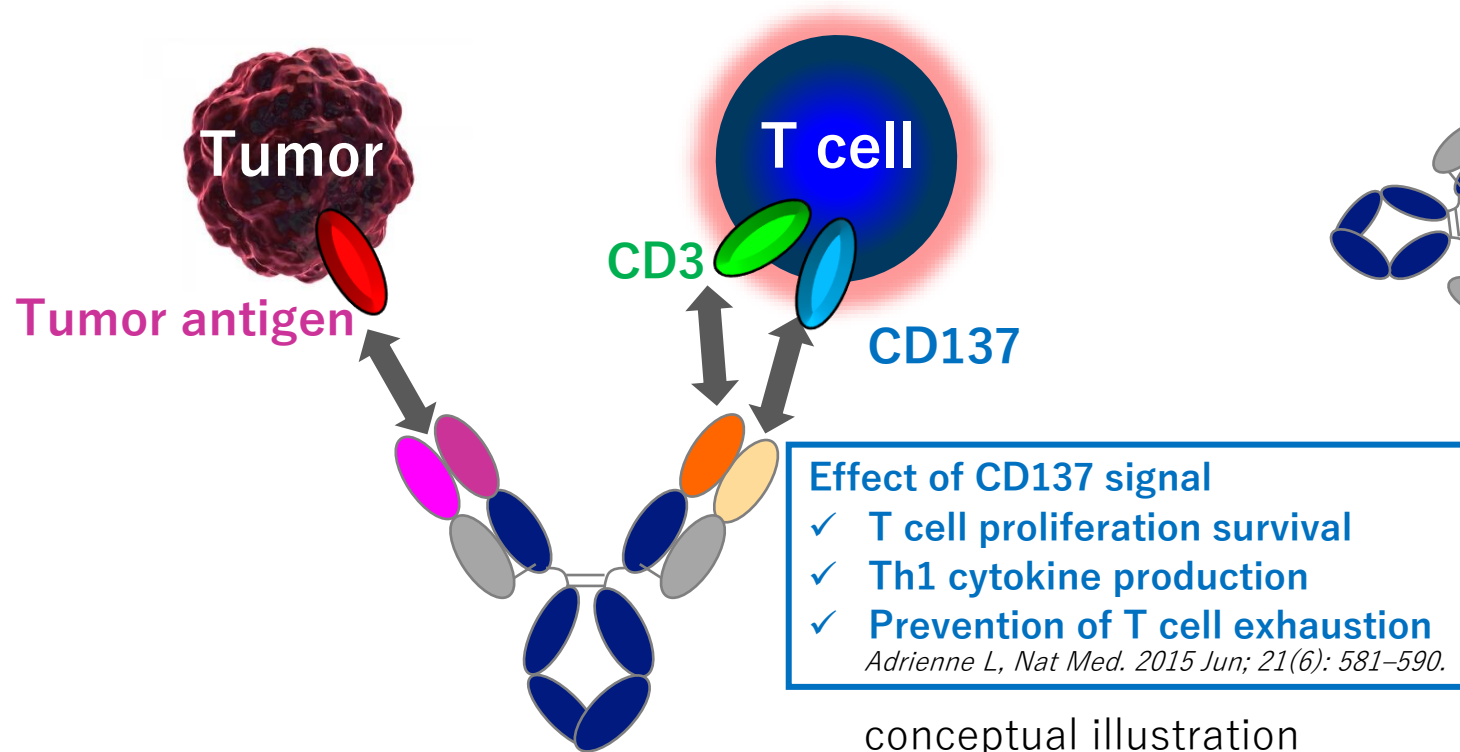 Tumor
T cell
CD3
Tumor antigen
CD137
Effect of CD137 signal
✓ T cell proliferation survival
✓ Th1 cytokine production
✓ Prevention of T cell exhaustion
Adrienne L, Nat Med. 2015 Jun; 21(6): 581–590.
conceptual illustration